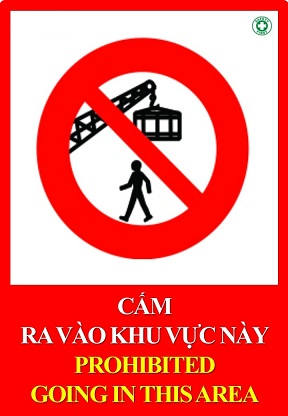 CẤM
RA VÀO KHU VỰC NÀY
PROHIBITED
GOING IN THIS AREA